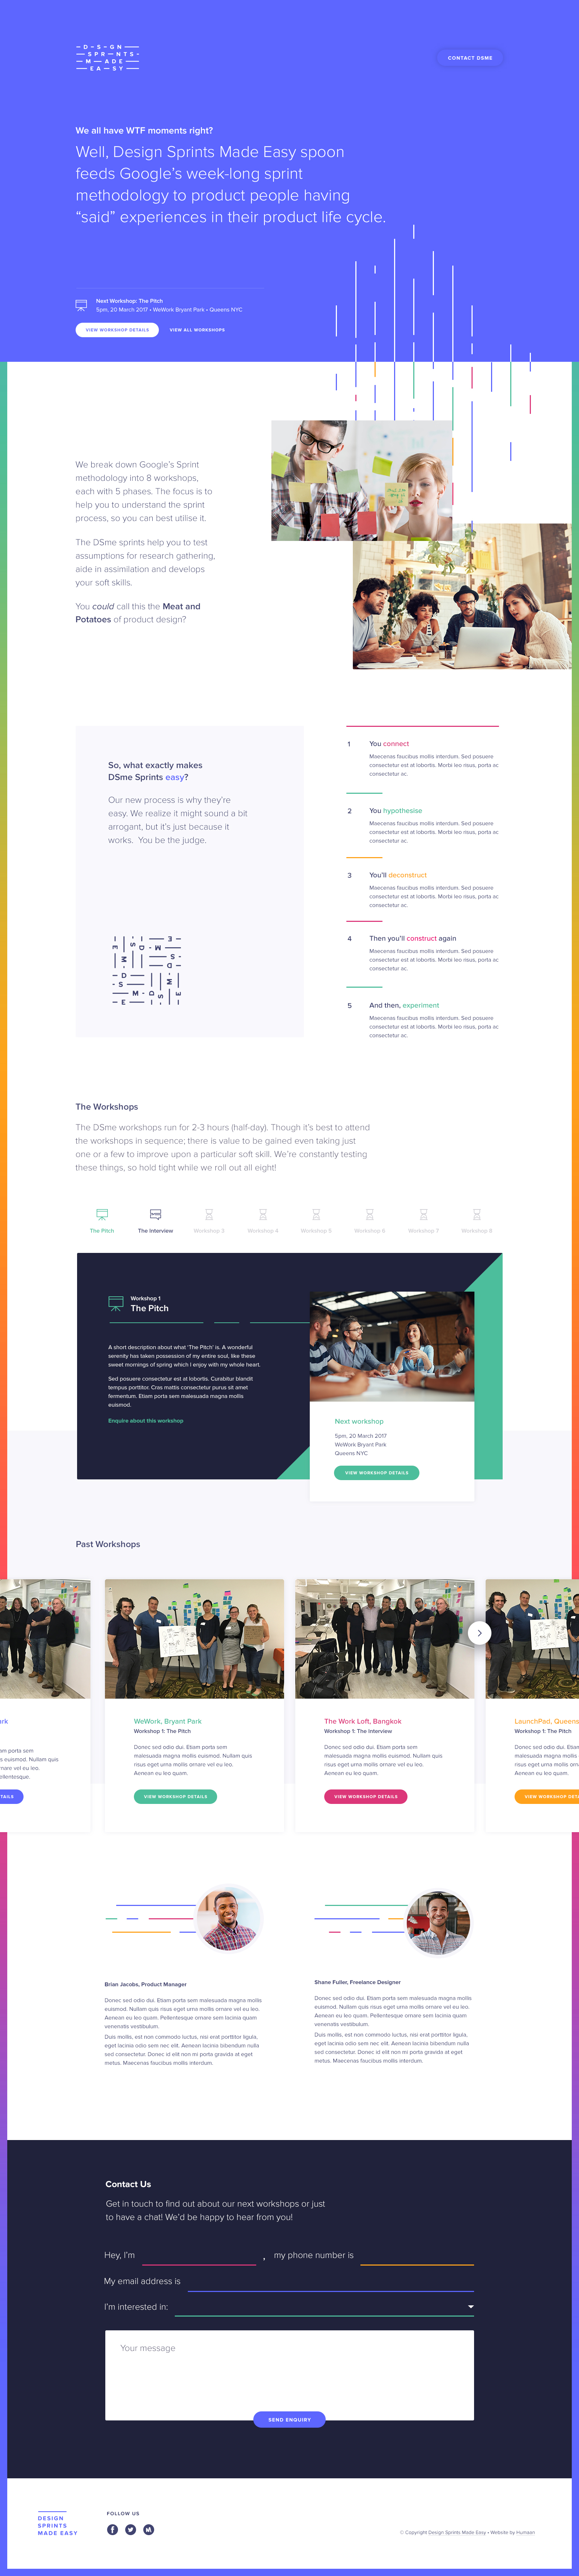 D S G N
S P R N T S
M A D E
E A S Y
CONTACT DSME
We all have WTF moments right?
Well, Design Sprints Made Easy spoon
feeds Google’s week-long sprint
methodology to product people having
“said” experiences in their product life cycle.
Next Workshop: The Pitch
5pm, 20 March 2017 • WeWork Bryant Park • Queens NYC
VIEW WORKSHOP DETAILS
VIEW ALL WORKSHOPS
We break down Google’s Sprint
methodology into 8 workshops,
each with 5 phases. The focus is to
help you to understand the sprint
process, so you can best utilise it.
The DSme sprints help you to test
assumptions for research gathering,
aide in assimilation and develops
your soft skills.
You could call this the Meat and
Potatoes of product design?
So, what exactly makes
DSme Sprints easy?
Our new process is why they’re
easy. We realize it might sound a bit
arrogant, but it’s just because it
works.  You be the judge.
1
You connect
Maecenas faucibus mollis interdum. Sed posuere
consectetur est at lobortis. Morbi leo risus, porta ac
consectetur ac.
2
You hypothesise
Maecenas faucibus mollis interdum. Sed posuere
consectetur est at lobortis. Morbi leo risus, porta ac
consectetur ac.
3
You’ll deconstruct
Maecenas faucibus mollis interdum. Sed posuere
consectetur est at lobortis. Morbi leo risus, porta ac
consectetur ac.
4
Then you’ll construct again
Maecenas faucibus mollis interdum. Sed posuere
consectetur est at lobortis. Morbi leo risus, porta ac
consectetur ac.
5
And then, experiment
Maecenas faucibus mollis interdum. Sed posuere
consectetur est at lobortis. Morbi leo risus, porta ac
consectetur ac.
The Workshops
The DSme workshops run for 2-3 hours (half-day). Though it’s best to attend
the workshops in sequence; there is value to be gained even taking just
one or a few to improve upon a particular soft skill. We’re constantly testing
these things, so hold tight while we roll out all eight!
The Pitch
The Interview
Workshop 3
Workshop 4
Workshop 5
Workshop 6
Workshop 7
Workshop 8
Workshop 1
The Pitch
A short description about what ‘The Pitch’ is. A wonderful
serenity has taken possession of my entire soul, like these
sweet mornings of spring which I enjoy with my whole heart.
Sed posuere consectetur est at lobortis. Curabitur blandit
tempus porttitor. Cras mattis consectetur purus sit amet
fermentum. Etiam porta sem malesuada magna mollis
euismod.
Enquire about this workshop
Next workshop
5pm, 20 March 2017
WeWork Bryant Park
Queens NYC
VIEW WORKSHOP DETAILS
Past Workshops
ark
am porta sem
s euismod. Nullam quis
nare vel eu leo.
ellentesque.
TAILS
WeWork, Bryant Park
Workshop 1: The Pitch
Donec sed odio dui. Etiam porta sem
malesuada magna mollis euismod. Nullam quis
risus eget urna mollis ornare vel eu leo.
Aenean eu leo quam.
VIEW WORKSHOP DETAILS
The Work Loft, Bangkok
Workshop 1: The Interview
Donec sed odio dui. Etiam porta sem
malesuada magna mollis euismod. Nullam quis
risus eget urna mollis ornare vel eu leo.
Aenean eu leo quam.
VIEW WORKSHOP DETAILS
LaunchPad, Queens
Workshop 1: The Pitch
Donec sed odio dui. Etiam
malesuada magna mollis
risus eget urna mollis orn
Aenean eu leo quam.
VIEW WORKSHOP DETA
Brian Jacobs, Product Manager
Donec sed odio dui. Etiam porta sem malesuada magna mollis
euismod. Nullam quis risus eget urna mollis ornare vel eu leo.
Aenean eu leo quam. Pellentesque ornare sem lacinia quam
venenatis vestibulum.
Duis mollis, est non commodo luctus, nisi erat porttitor ligula,
eget lacinia odio sem nec elit. Aenean lacinia bibendum nulla
sed consectetur. Donec id elit non mi porta gravida at eget
metus. Maecenas faucibus mollis interdum.
Shane Fuller, Freelance Designer
Donec sed odio dui. Etiam porta sem malesuada magna mollis
euismod. Nullam quis risus eget urna mollis ornare vel eu leo.
Aenean eu leo quam. Pellentesque ornare sem lacinia quam
venenatis vestibulum.
Duis mollis, est non commodo luctus, nisi erat porttitor ligula,
eget lacinia odio sem nec elit. Aenean lacinia bibendum nulla
sed consectetur. Donec id elit non mi porta gravida at eget
metus. Maecenas faucibus mollis interdum.
Contact Us
Get in touch to find out about our next workshops or just
to have a chat! We’d be happy to hear from you!
Hey, I’m , my phone number is
My email address is
I’m interested in:
Your message
SEND ENQUIRY
DESIGN
SPRINTS
MADE EASY
FOLLOW US
© Copyright Design Sprints Made Easy • Website by Humaan